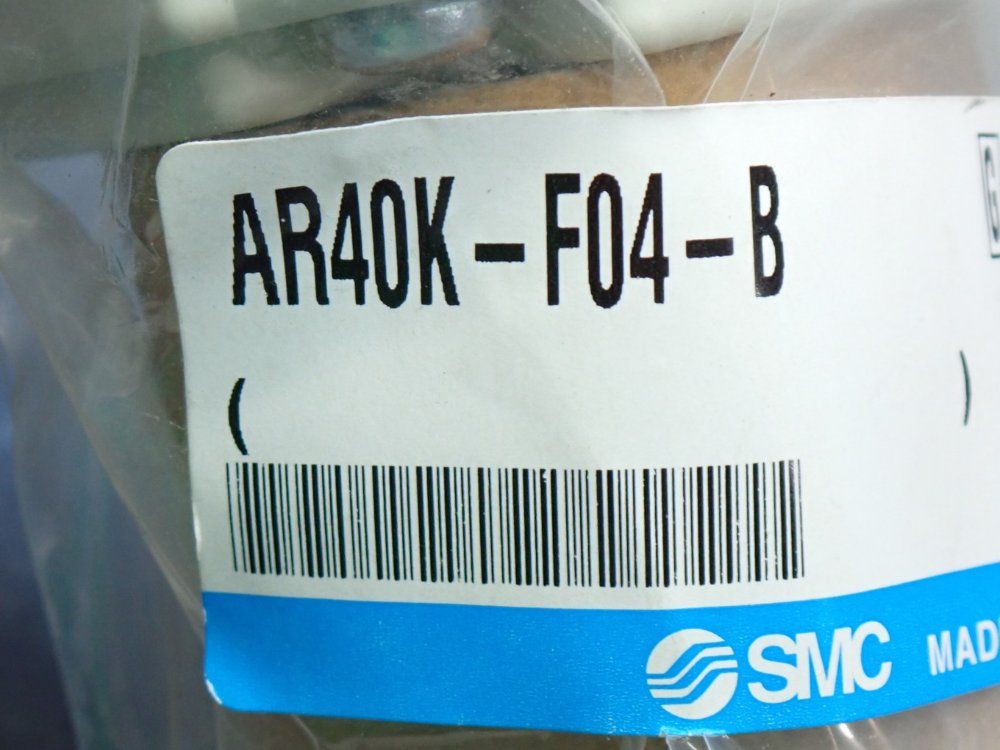 AR40K-F04-B
( )
SMC